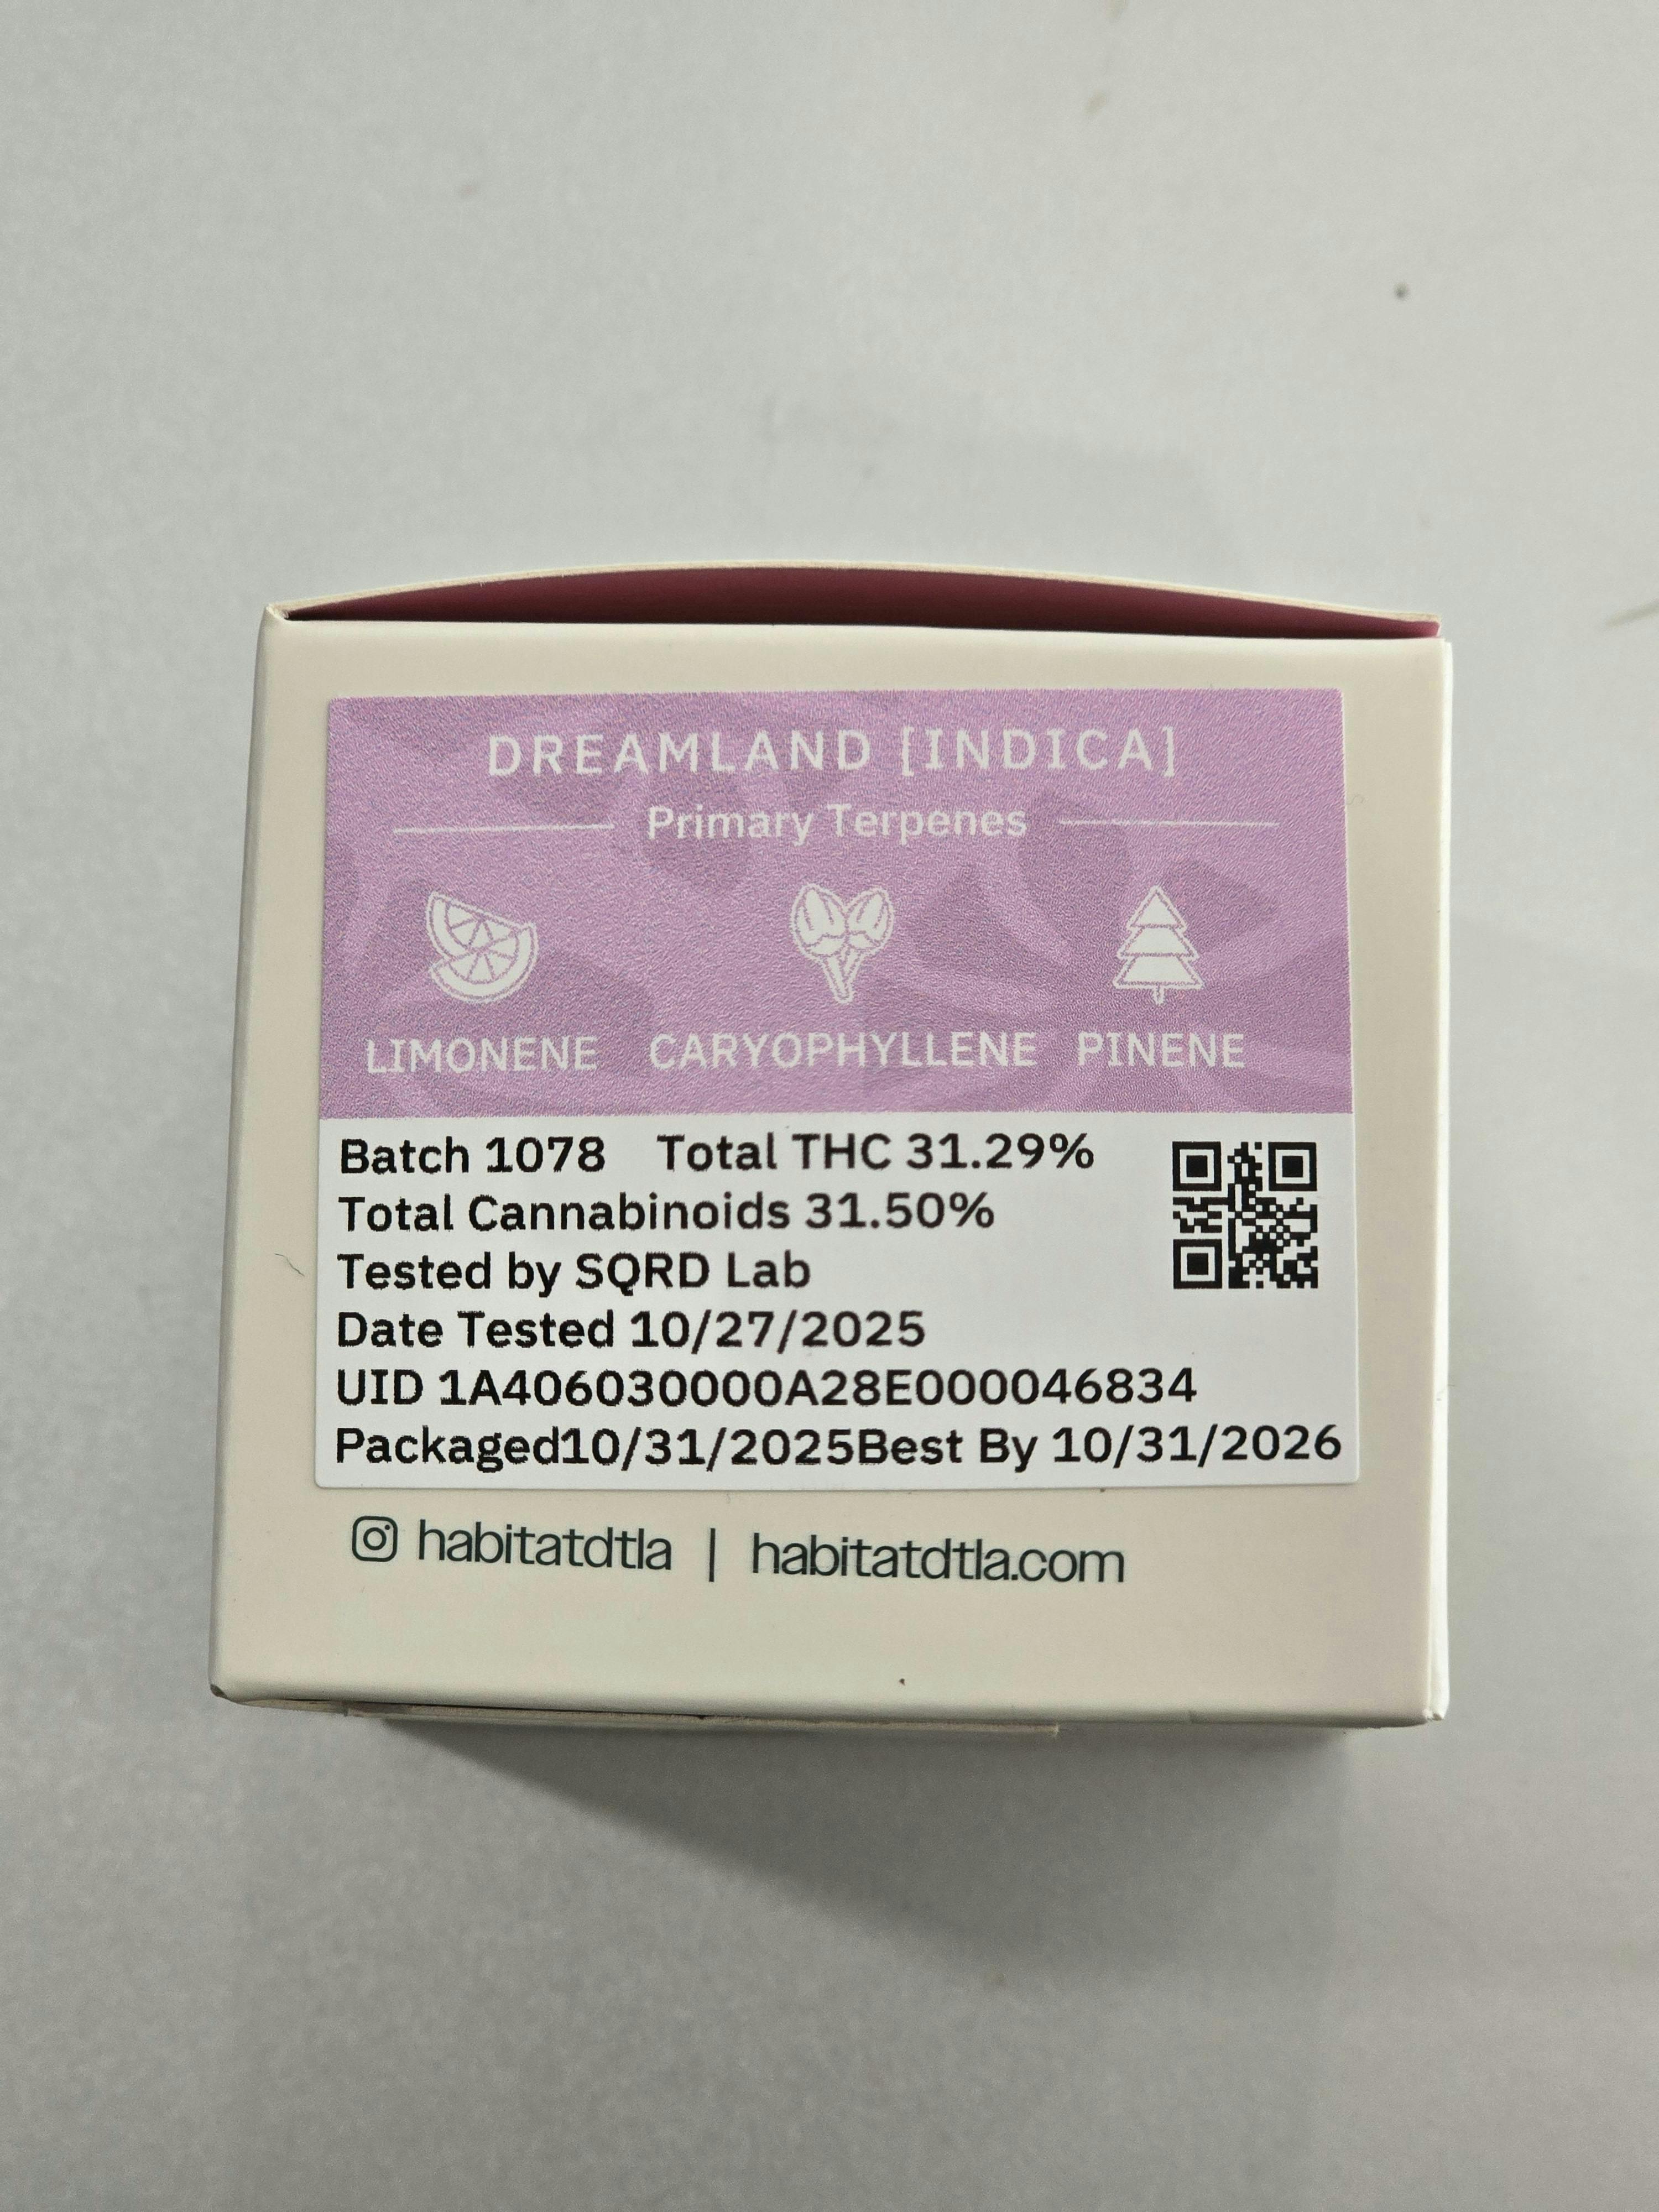 DREAMLAND [INDICA]
Primary Terpenes
LIMONENE CARYOPHYLLENE PINENE
Batch 1078 Total THC 31.29%
Total Cannabinoids 31.50%
Tested by SQRD Lab
Date Tested 10/27/2025
UID 1A406030000A28E000046834
Packaged10/31/2025Best By 10/31/2026
habitatdtla | habitatdtla.com